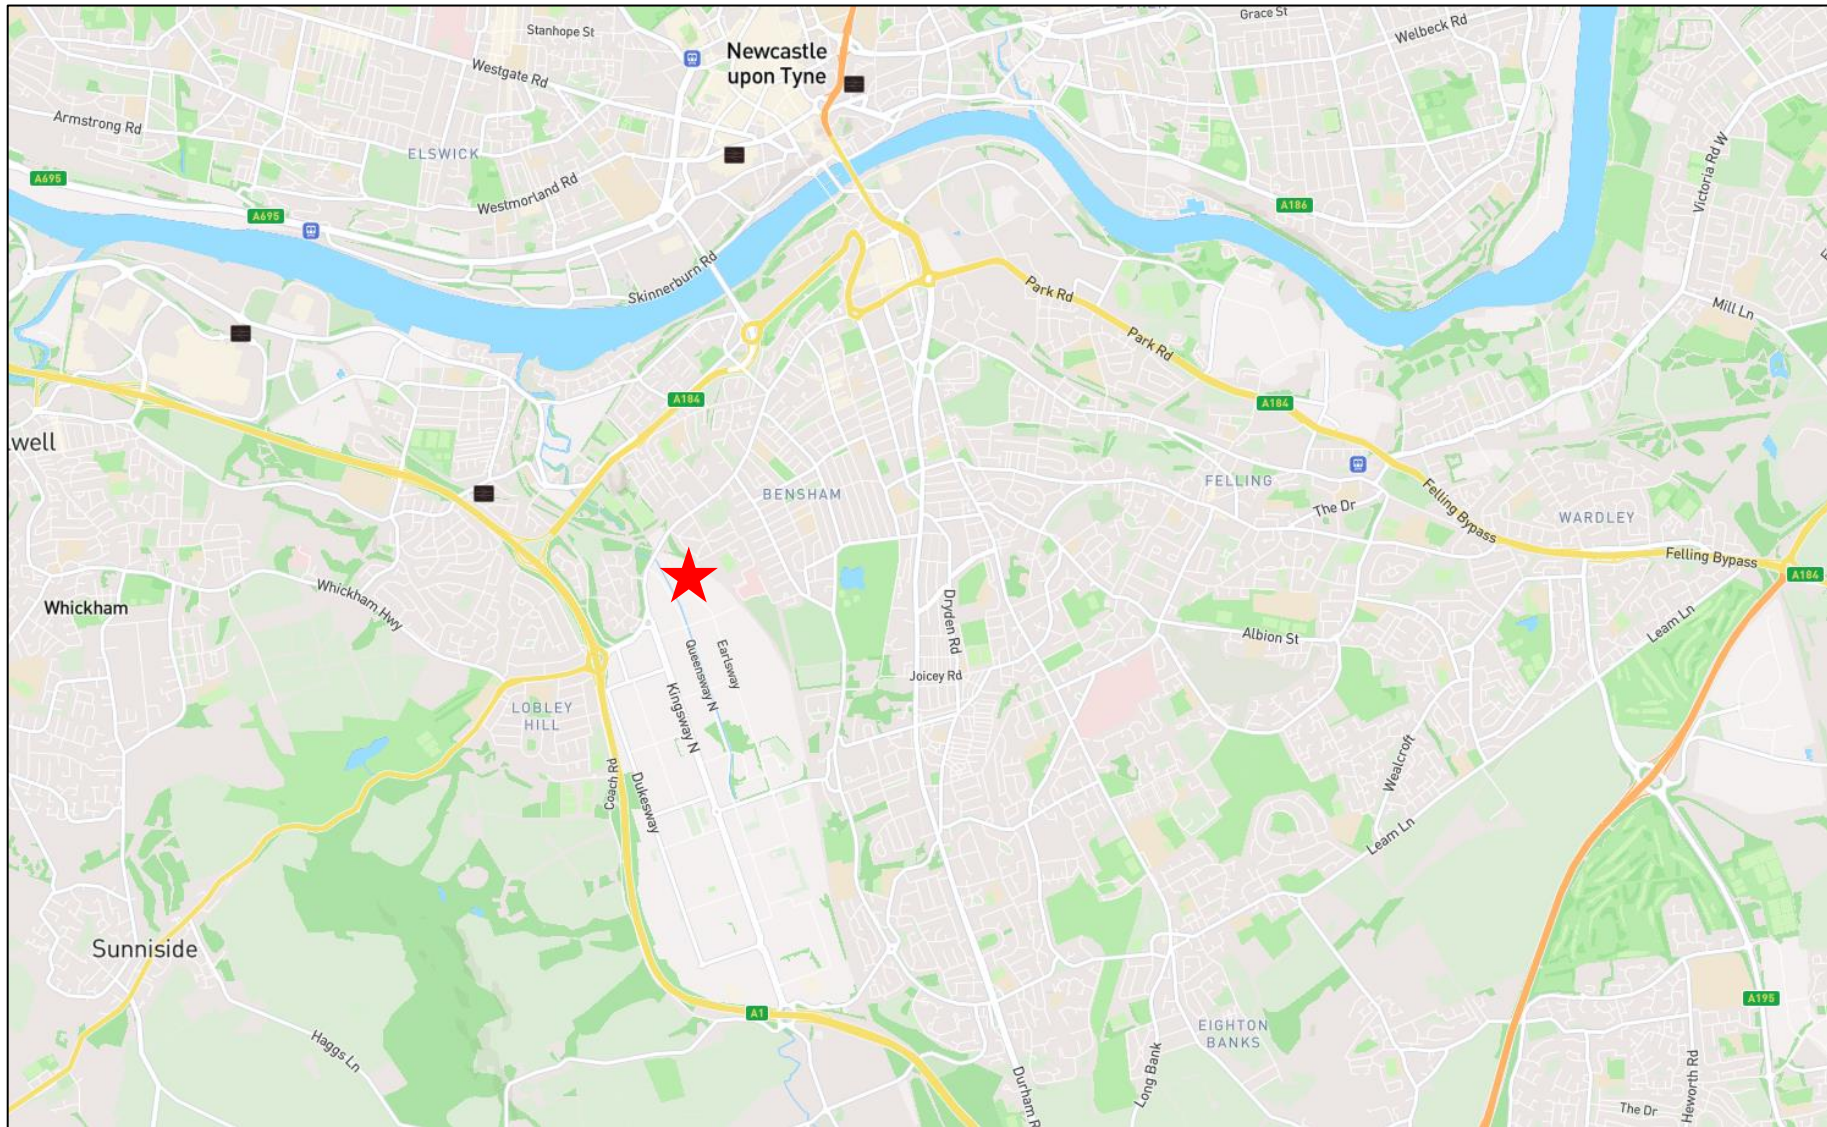 Stanhope St
Grace St
Welbeck Rd
Newcastle
upon Tyne
Westgate Rd
Armstrong Rd
ELSWICK
Victoria Rd W
A695
Westmorland Rd
A695
A186
Skinnerburn Rd
Park Rd
Mill Ln
Park Rd
A184
A184
lwell
BENSHAM
FELLING
The Dr
Felling Bypass
WARDLEY
Felling Bypass
A184
Whickham
Whickham Hwy
Dryden Rd
Leam Ln
Albion St
Earlsway
Queensway N
Joicey Rd
Kingsway N
LOBLEY
HILL
Coach Rd
Dukesway
Wealcroft
Leam Ln
Sunniside
A1
A195
EIGHTON
BANKS
Haggs Ln
Long Bank
Durham R
Heworth Rd
The Dr